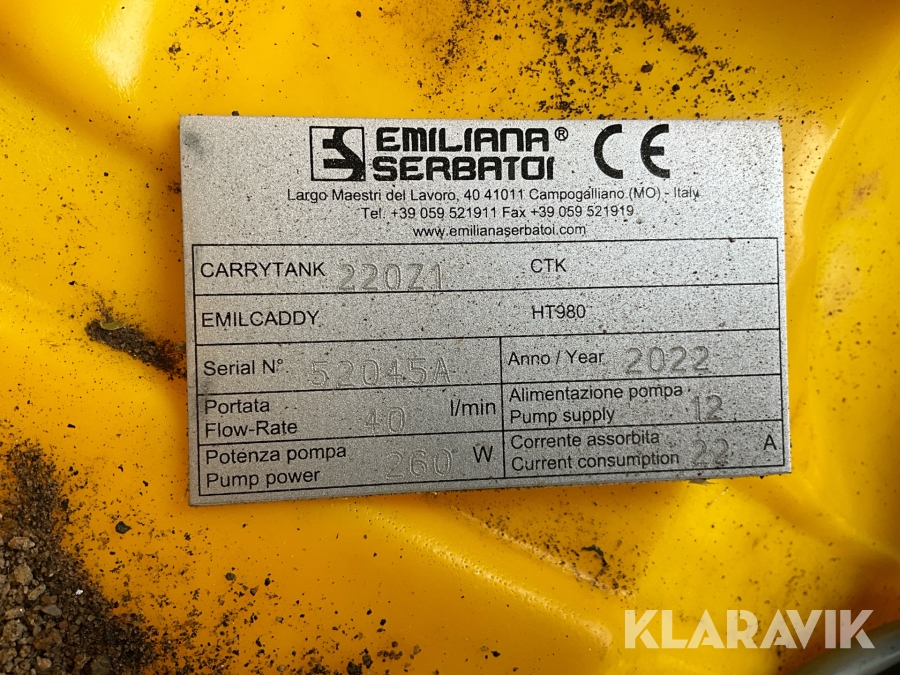 EMILIANA®
SERBATOI CE
Largo Maestri del Lavoro, 40 41011 Campogalliano (MO) - Italy
Tel. +39 059 521911 Fax +39 059 521919
www.emilianaserbatoi.com
CARRYTANK 220Z1 CTK
EMILCADDY HT980
Serial N° 52045A Anno / Year 2022
Portata
Flow-Rate 40 l/min
Alimentazione pompa
Pump supply 12
Potenza pompa
Pump power 260 W
Corrente assorbita
Current consumption 22 A
KLARAVIK